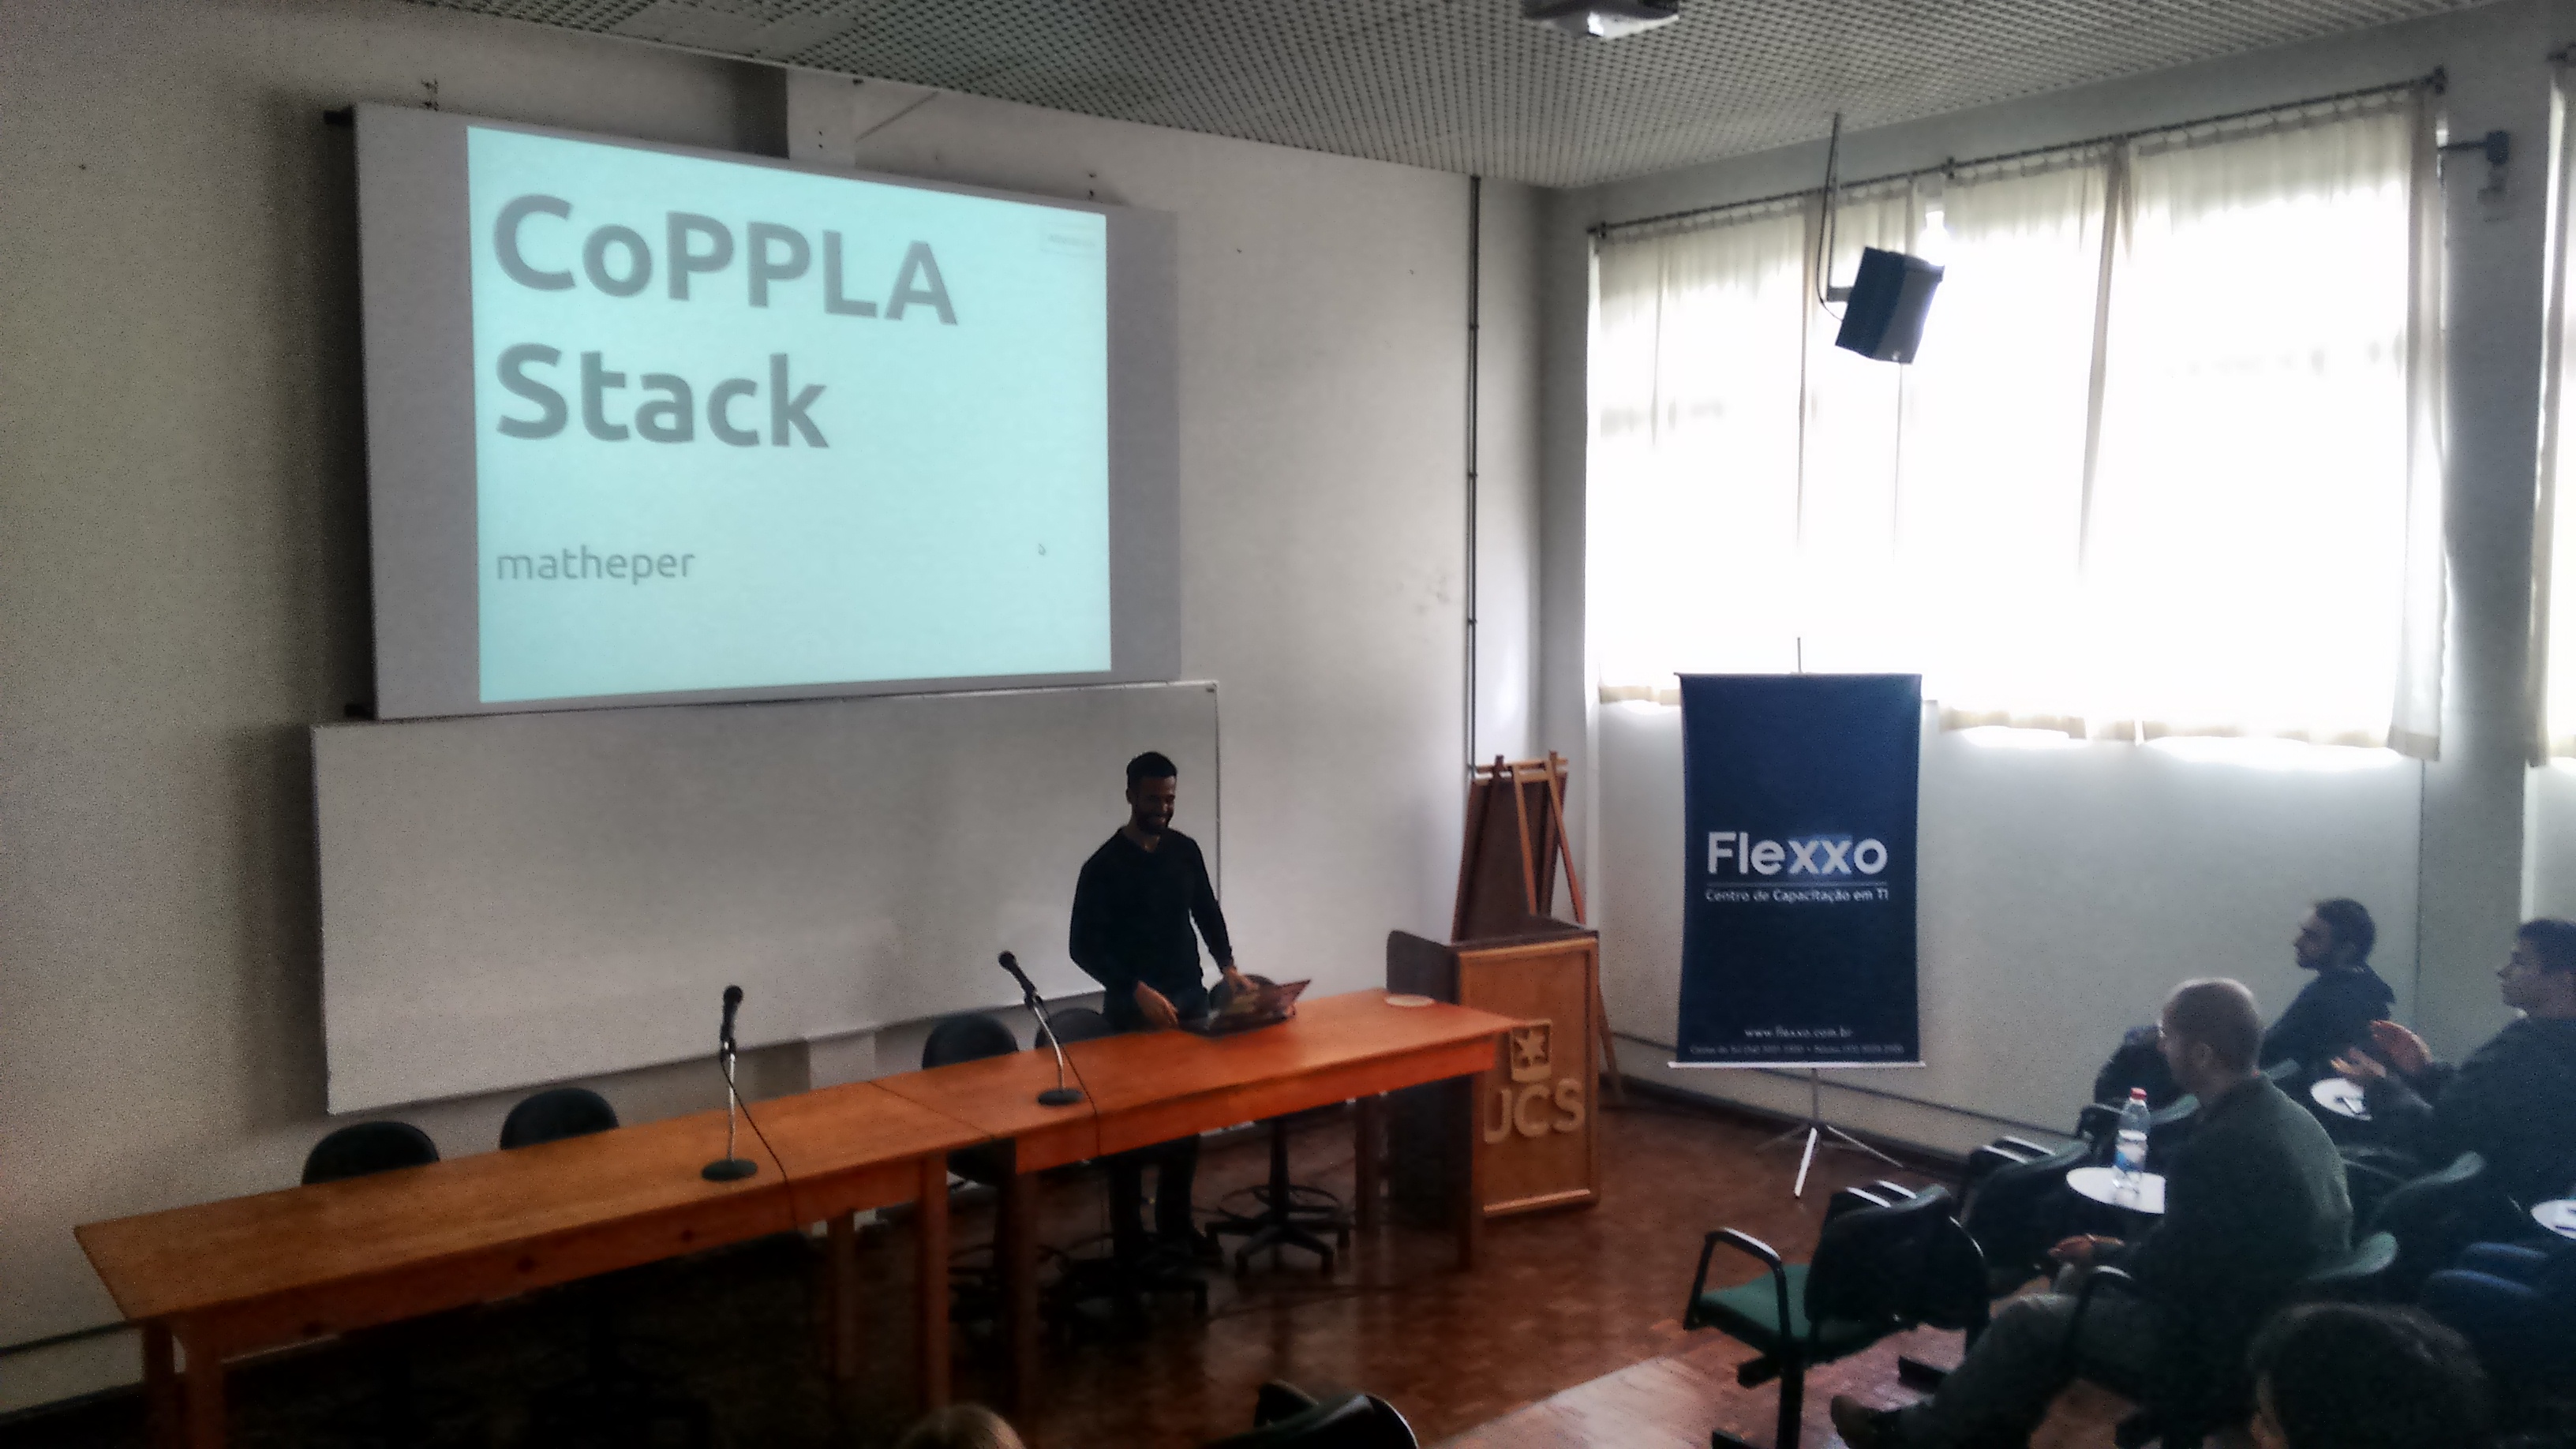 CoPPLA
Stack
matheper
Flexxo
Centro de Capacitação em TI
www.flexxo.com.br
UCS